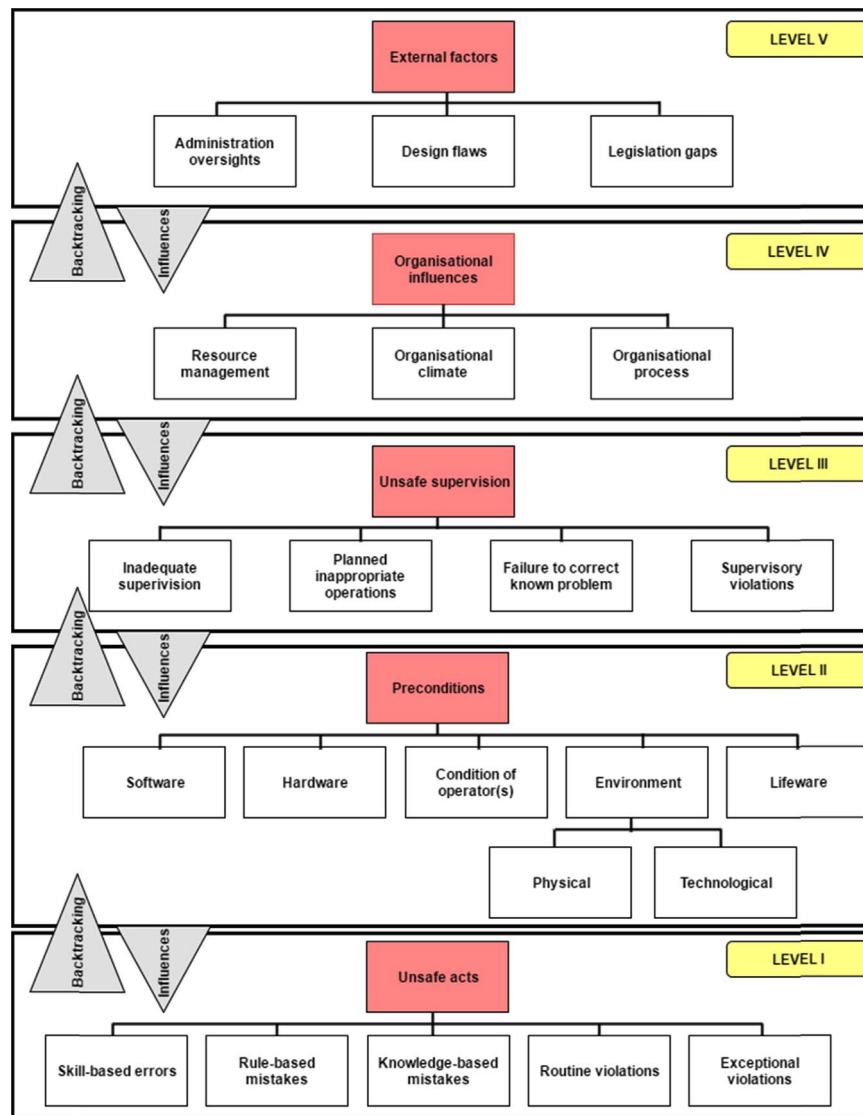 LEVEL V
External factors
Administration
oversights
Design flaws
Legislation gaps
Backtracking
Influences
LEVEL IV
Organisational
influences
Resource
management
Organisational
climate
Organisational
process
Backtracking
Influences
LEVEL III
Unsafe supervision
Inadequate
superivision
Planned
inappropriate
operations
Failure to correct
known problem
Supervisory
violations
Backtracking
Influences
LEVEL II
Preconditions
Software
Hardware
Condition of
operator(s)
Environment
Lifeware
Physical
Technological
Backtracking
Influences
LEVEL I
Unsafe acts
Skill-based errors
Rule-based
mistakes
Knowledge-based
mistakes
Routine violations
Exceptional
violations